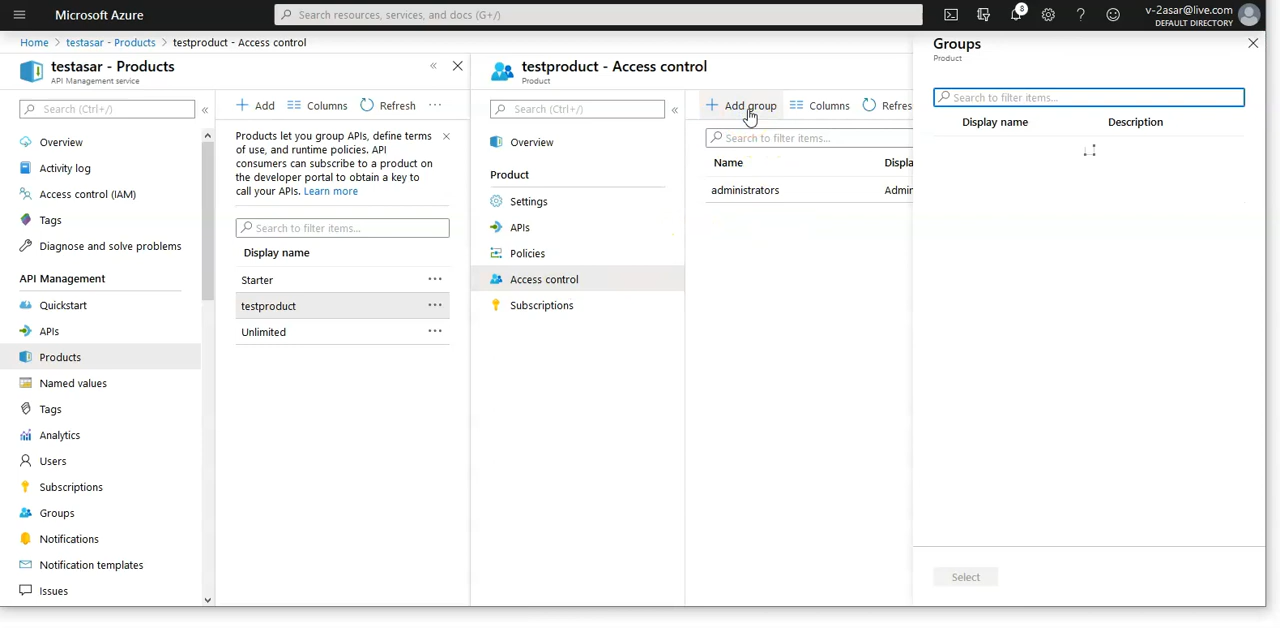 Microsoft Azure
Search resources, services, and docs (G+/)
8
v-2asar@live.com
DEFAULT DIRECTORY
Home > testasar - Products > testproduct - Access control
testasar - Products
API Management service
«
Search (Ctrl+/)
«
Overview
Activity log
Access control (IAM)
Tags
Diagnose and solve problems
API Management
Quickstart
APIs
Products
Named values
Tags
Analytics
Users
Subscriptions
Groups
Notifications
Notification templates
Issues
+ Add Columns Refresh ...
Products let you group APIs, define terms
of use, and runtime policies. API
consumers can subscribe to a product on
the developer portal to obtain a key to
call your APIs. Learn more
Search to filter items...
Display name
Starter ...
testproduct ...
Unlimited ...
testproduct - Access control
Product
Search (Ctrl+/)
«
Overview
Product
Settings
APIs
Policies
Access control
Subscriptions
+ Add group Columns Refres
Search to filter items...
Name Displa
administrators Admir
Groups
Product
Search to filter items...
Display name Description
Select